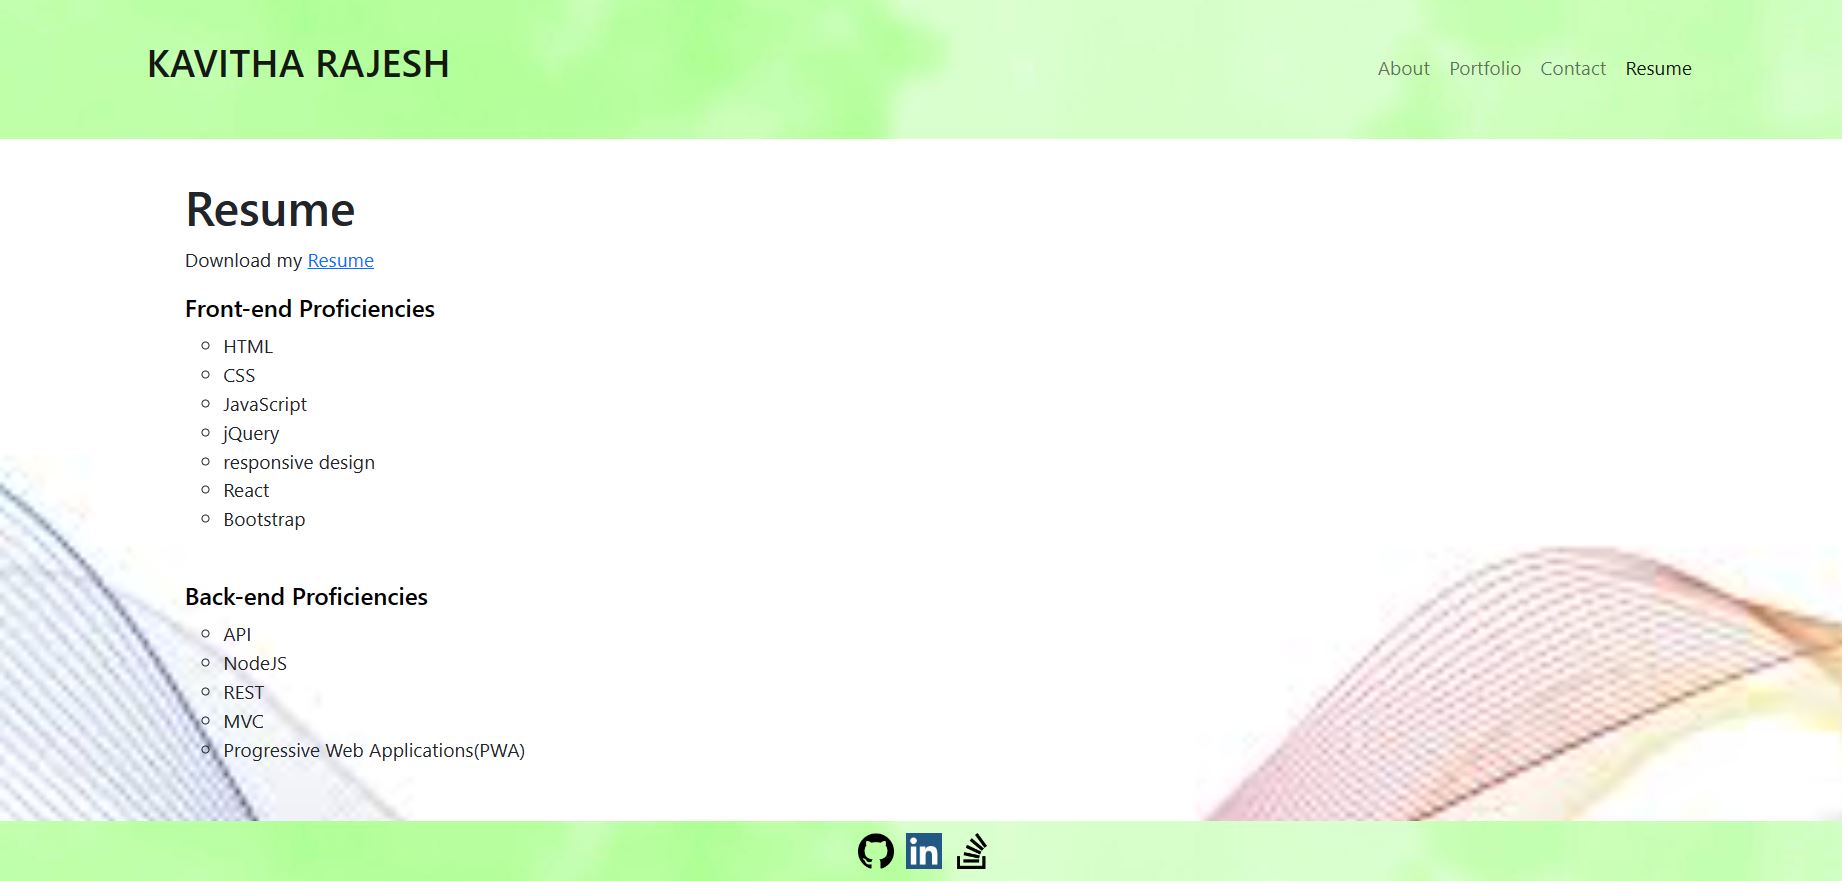 KAVITHA RAJESH
About Portfolio Contact Resume
Resume
Download my Resume
Front-end Proficiencies
HTML
CSS
JavaScript
jQuery
responsive design
React
Bootstrap
Back-end Proficiencies
API
NodeJS
REST
MVC
Progressive Web Applications(PWA)
in